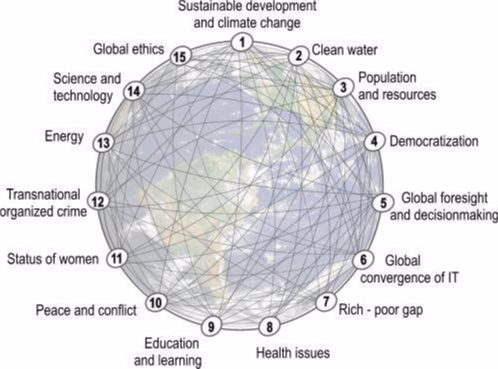 Sustainable development
and climate change
1
2
Clean water
3
Population
and resources
4
Democratization
5
Global foresight
and decisionmaking
6
Global
convergence of IT
7
Rich - poor gap
8
Health issues
9
Education
and learning
10
Peace and conflict
11
Status of women
12
Transnational
organized crime
13
Energy
14
Science and
technology
15
Global ethics